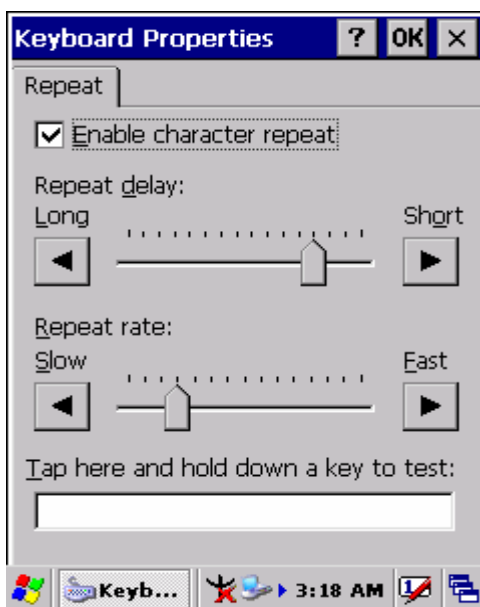 Keyboard Properties ? OK ×
Repeat
Enable character repeat
Repeat delay:
Long Short
Repeat rate:
Slow Fast
Tap here and hold down a key to test:
Keyb... 3:18 AM 1